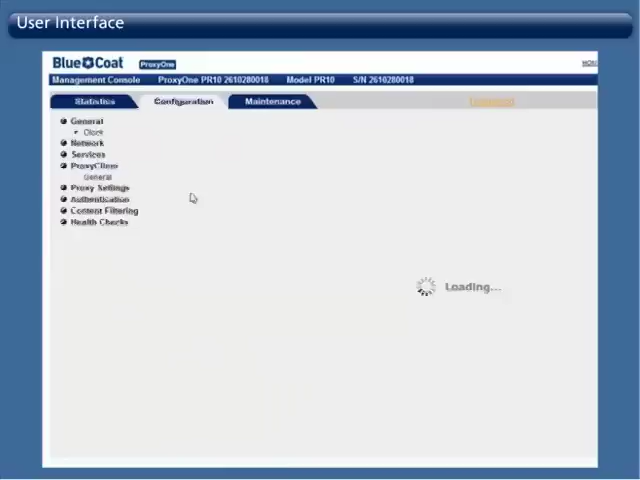 User Interface
Blue Coat ProxyOne
Management Console ProxyOne PR10 2610280018 Model PR10 S/N 2610280018
Statistics Configuration Maintenance
General
Clock
Network
Services
ProxyClient
General
Proxy Settings
Authentication
Content Filtering
Health Checks
Loading...